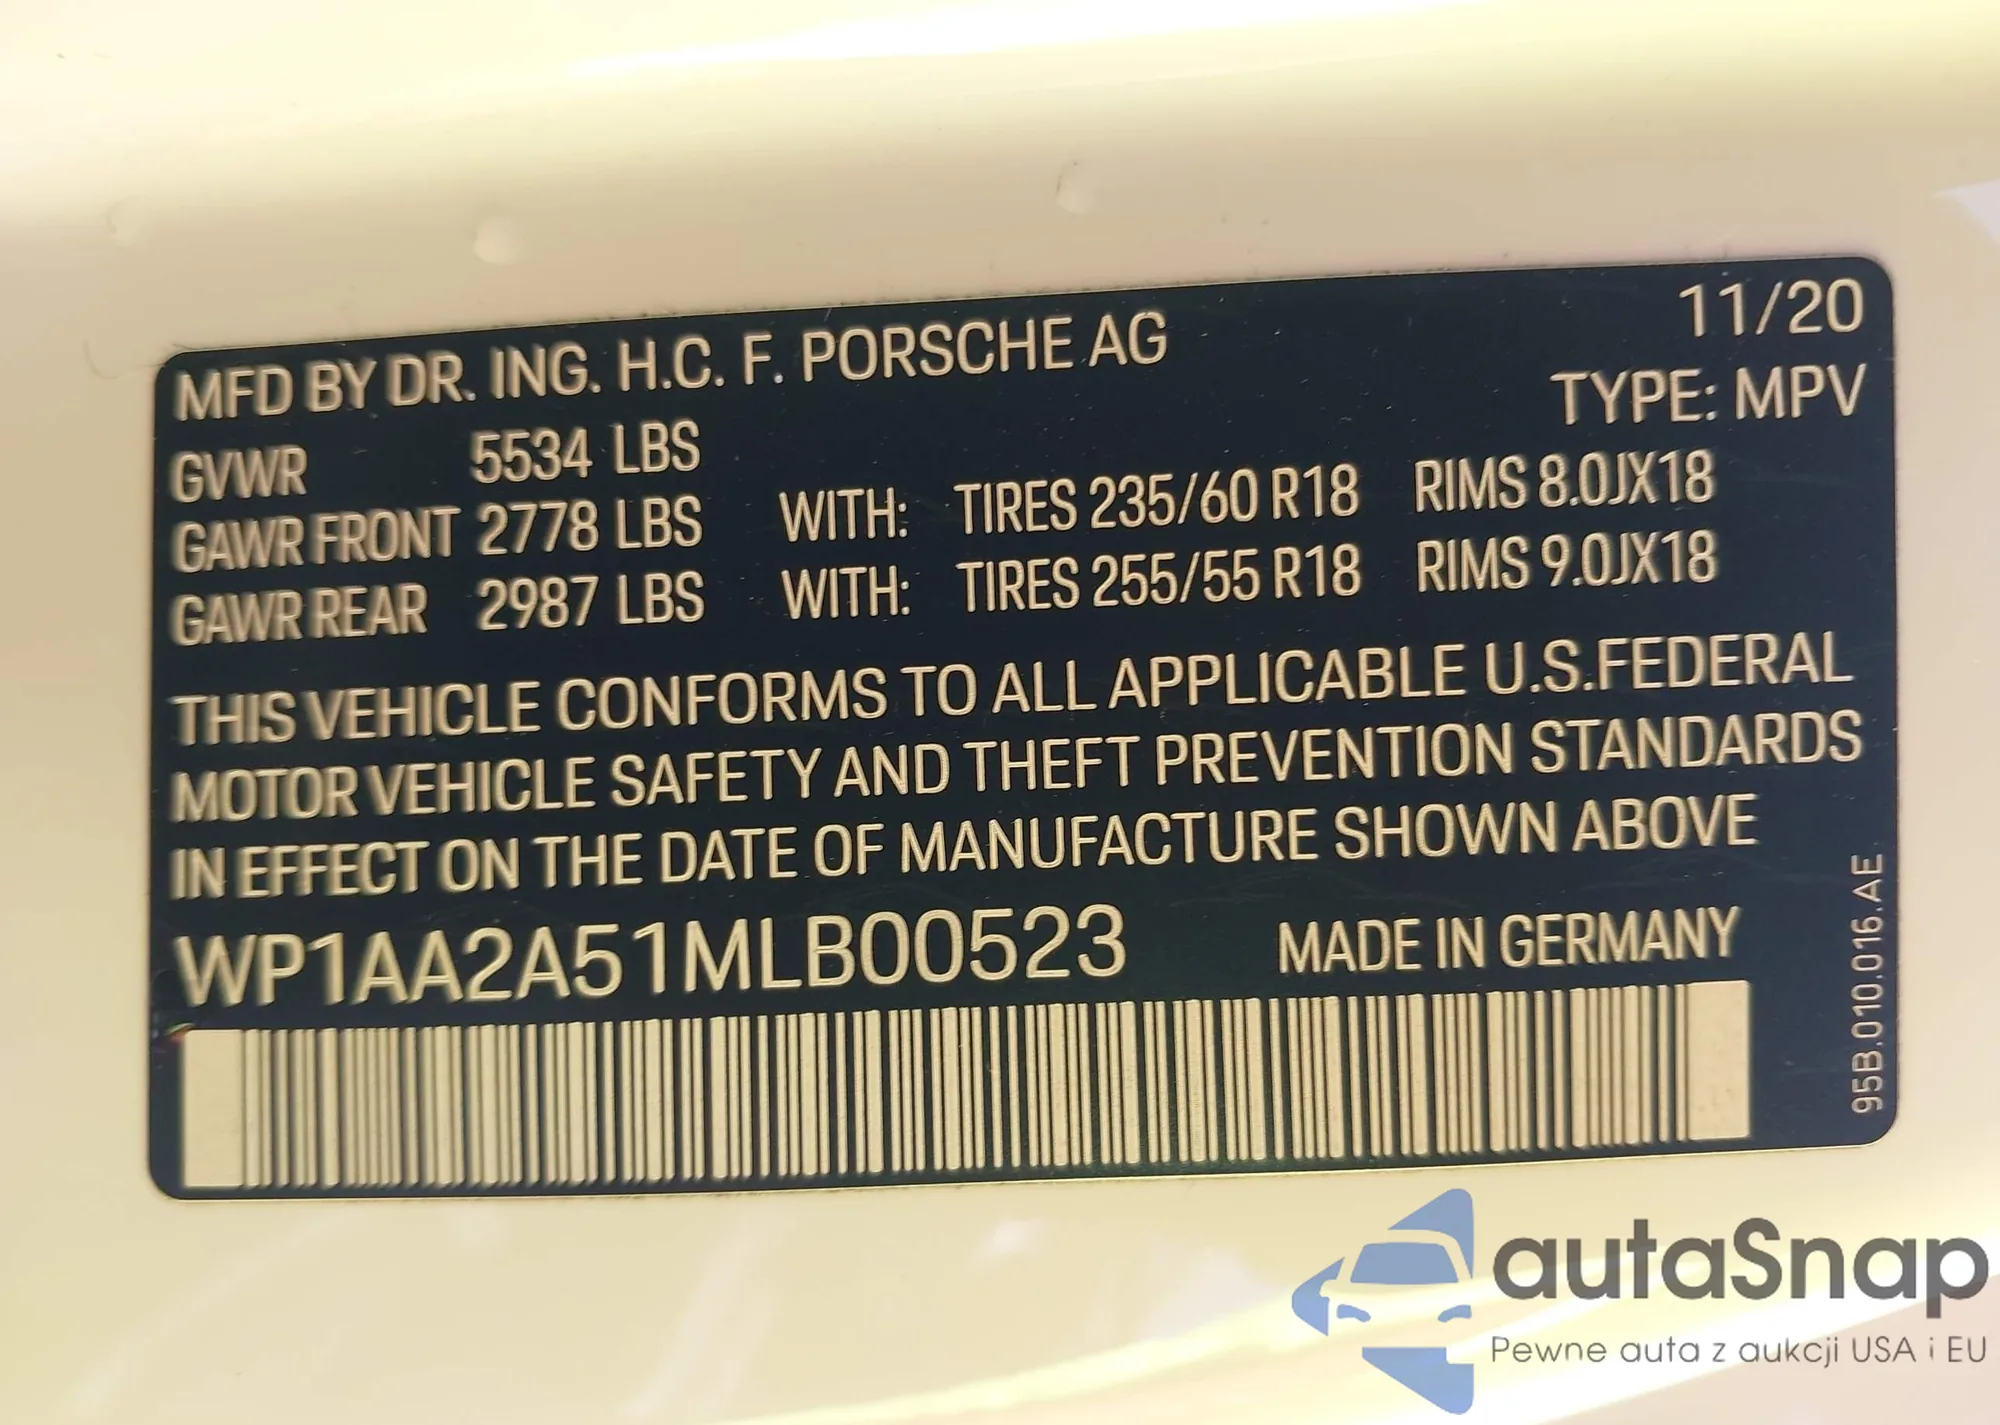 11/20
MFD BY DR. ING. H.C. F. PORSCHE AG
TYPE: MPV
GVWR 5534 LBS
GAWR FRONT 2778 LBS WITH: TIRES 235/60 R18 RIMS 8.0JX18
GAWR REAR 2987 LBS WITH: TIRES 255/55 R18 RIMS 9.0JX18
THIS VEHICLE CONFORMS TO ALL APPLICABLE U.S.FEDERAL
MOTOR VEHICLE SAFETY AND THEFT PREVENTION STANDARDS
IN EFFECT ON THE DATE OF MANUFACTURE SHOWN ABOVE
WP1AA2A51MLB00523 MADE IN GERMANY
95B.010.016.AE
autaSnap
Pewne auta z aukcji USA i EU